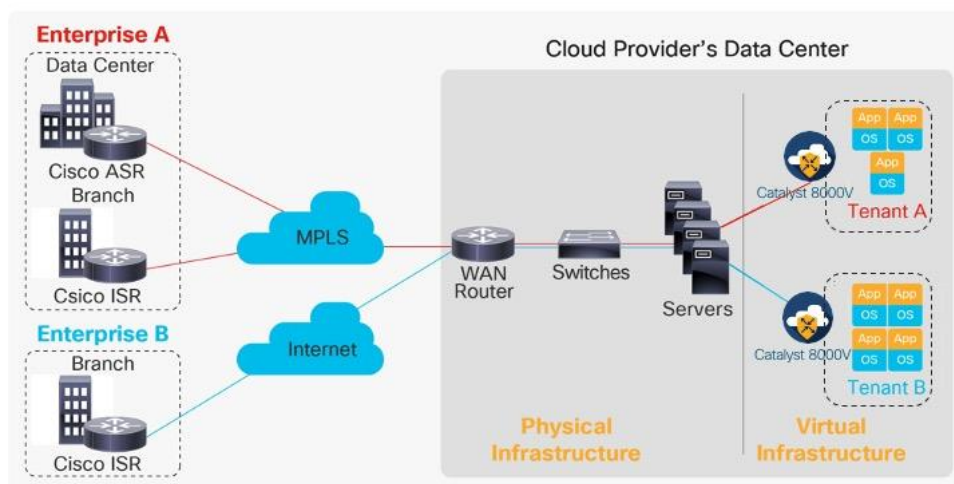 Enterprise A
Data Center
Cisco ASR
Branch
Csico ISR
Enterprise B
Branch
Cisco ISR
MPLS
Internet
Cloud Provider's Data Center
WAN
Router
Switches
Servers
Physical
Infrastructure
Catalyst 8000V
App App
OS OS
App
OS
Tenant A
Catalyst 8000V
App App
OS OS
App App
OS OS
Tenant B
Virtual
Infrastructure